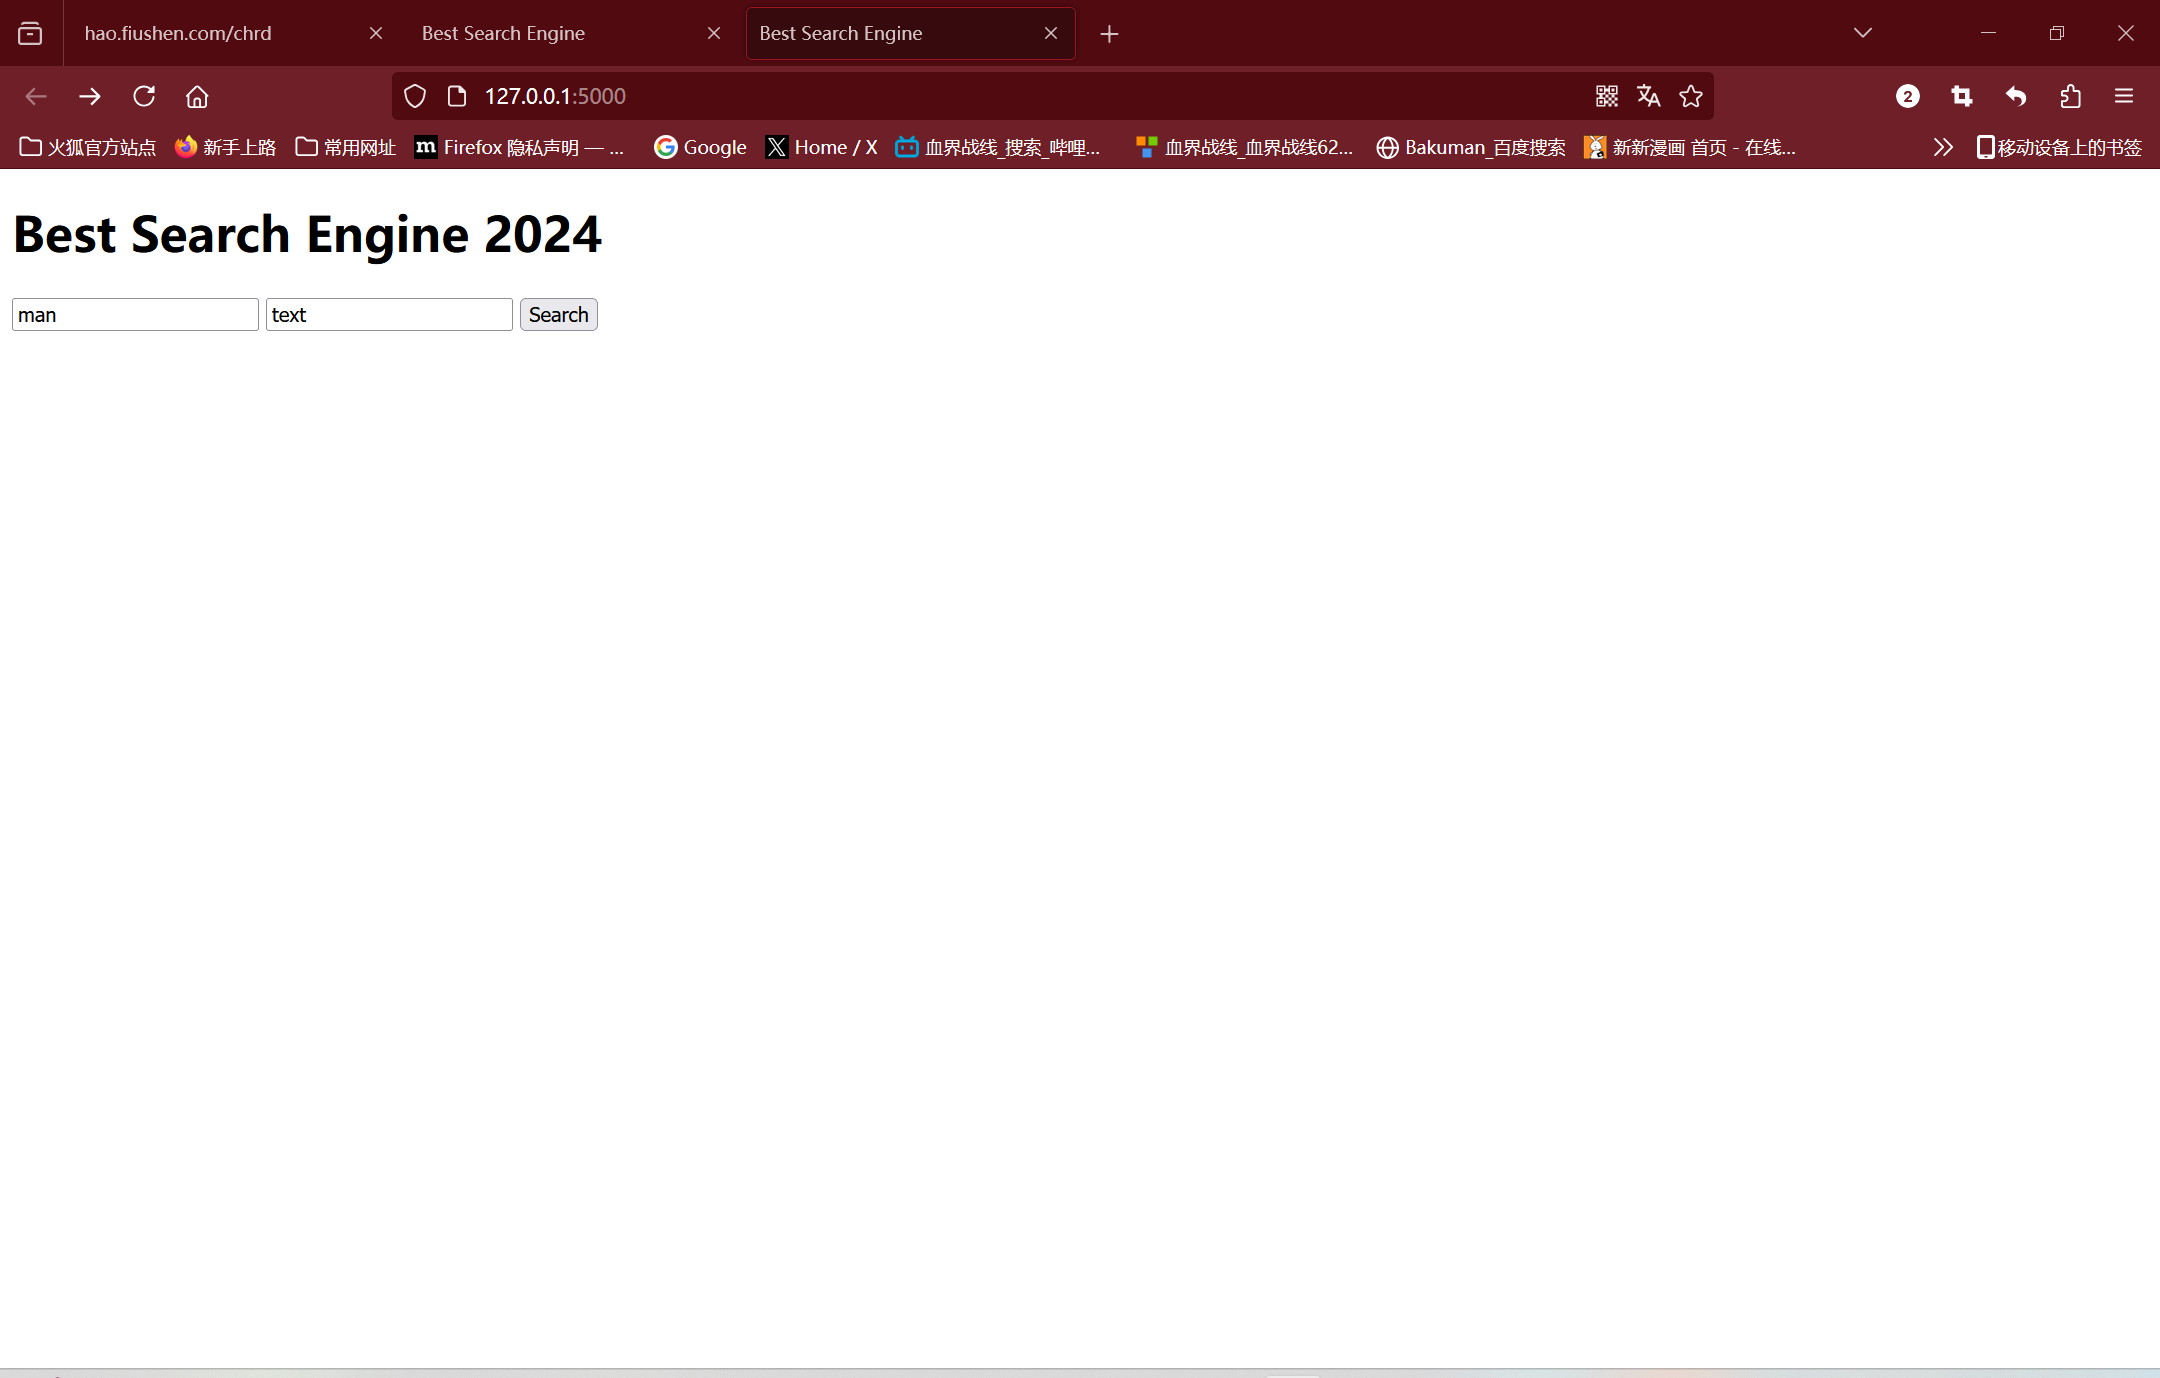 hao.fiushen.com/chrd
Best Search Engine
Best Search Engine
127.0.0.1:5000
2
火狐官方站点
新手上路
常用网址
m Firefox 隐私声明 — ...
Google
Home / X
血界战线_搜索_哔哩...
血界战线_血界战线62...
Bakuman_百度搜索
新新漫画 首页 - 在线...
移动设备上的书签
Best Search Engine 2024
man text Search